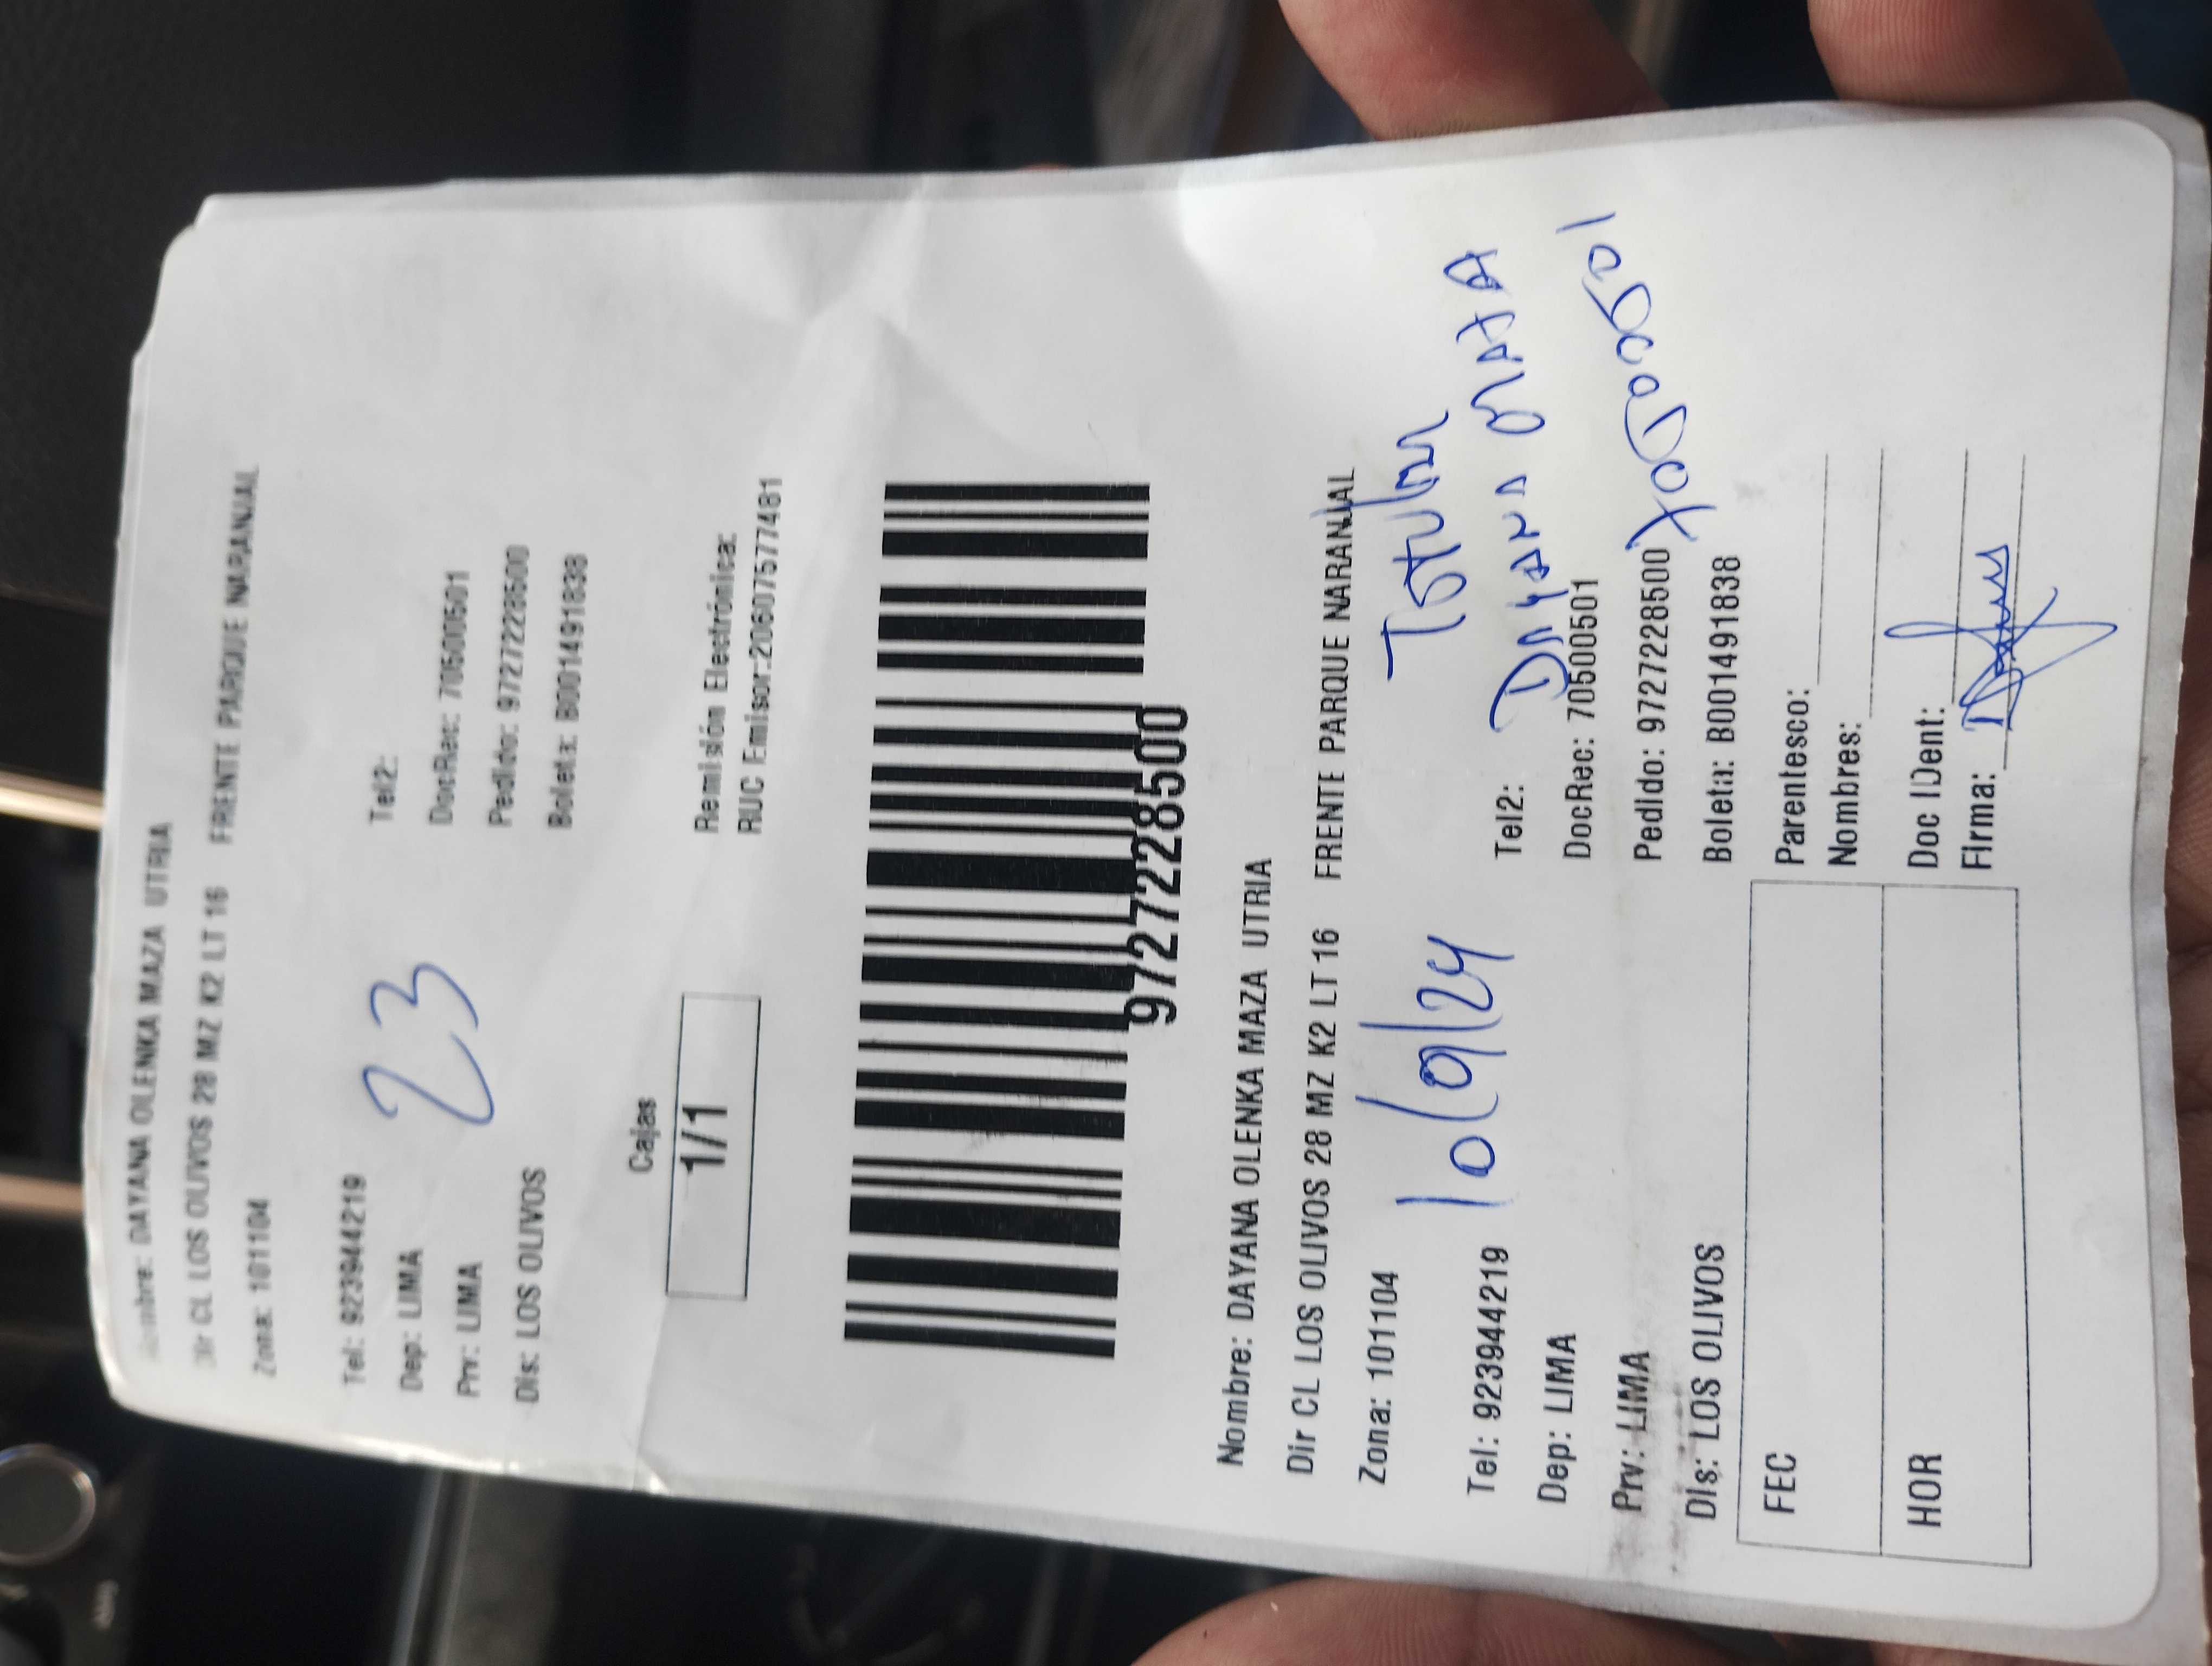 Nombre: DAYANA OLENKA MAZA UTRIA
Dir CL LOS OLIVOS 28 MZ K2 LT 16 FRENTE PARQUE NARANJAL
Zona: 101104
Tel: 923944219 Tel2:
Dep: LIMA DocRec: 70500501
Prv: LIMA Pedido: 9727228500
Dis: LOS OLIVOS Boleta: B001491838
23
Cajas
1/1
Remisión Electrónica:
RUC Emisor:20607577481
9727228500
Nombre: DAYANA OLENKA MAZA UTRIA
Dir CL LOS OLIVOS 28 MZ K2 LT 16 FRENTE PARQUE NARANJAL
Zona: 101104
10/9/24 Titular
Tel: 923944219 Tel2: Dayana
Dep: LIMA DocRec: 70500501
70500501
Prv: LIMA Pedido: 9727228500
Dis: LOS OLIVOS Boleta: B001491838
FEC Parentesco:
Nombres:
HOR Doc IDent:
Firma: